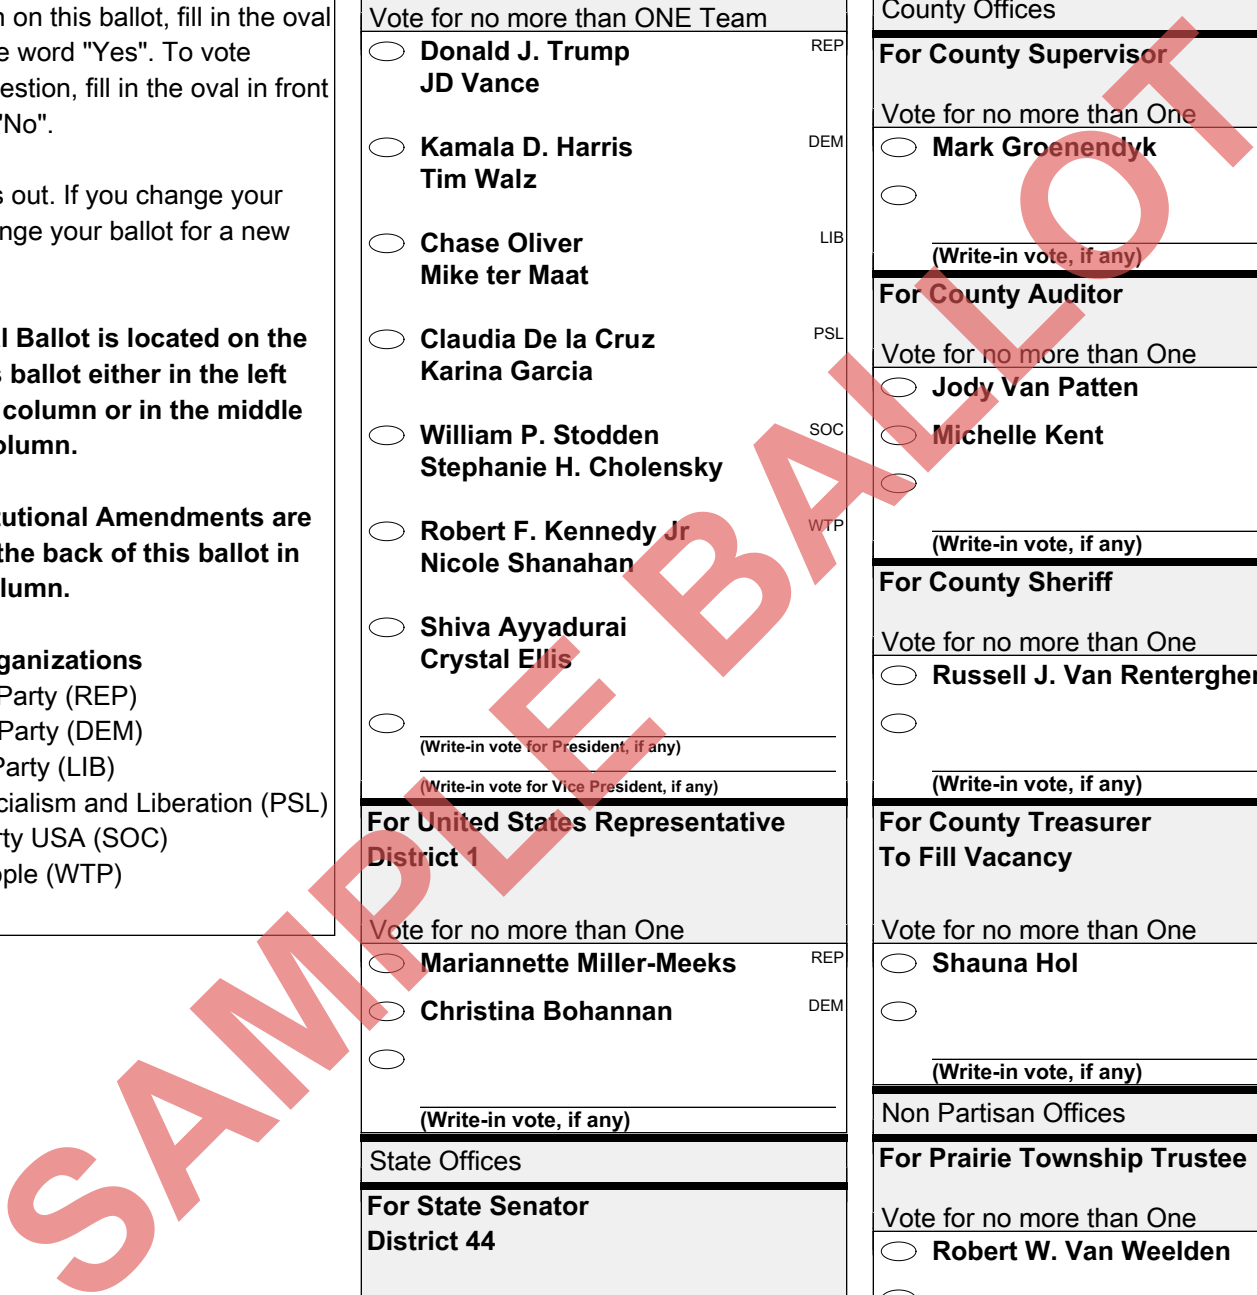 n on this ballot, fill in the oval
e word "Yes". To vote
estion, fill in the oval in front
"No".
s out. If you change your
nge your ballot for a new
l Ballot is located on the
s ballot either in the left
column or in the middle
olumn.
tutional Amendments are
the back of this ballot in
lumn.
ganizations
Party (REP)
Party (DEM)
Party (LIB)
cialism and Liberation (PSL)
rty USA (SOC)
ople (WTP)
Vote for no more than ONE Team
Donald J. Trump REP
JD Vance
Kamala D. Harris DEM
Tim Walz
Chase Oliver LIB
Mike ter Maat
Claudia De la Cruz PSL
Karina Garcia
William P. Stodden SOC
Stephanie H. Cholensky
Robert F. Kennedy Jr WTP
Nicole Shanahan
Shiva Ayyadurai
Crystal Ellis
(Write-in vote for President, if any)
(Write-in vote for Vice President, if any)
For United States Representative
District 1
Vote for no more than One
Mariannette Miller-Meeks REP
Christina Bohannan DEM
(Write-in vote, if any)
State Offices
For State Senator
District 44
County Offices
For County Supervisor
Vote for no more than One
Mark Groenendyk
(Write-in vote, if any)
For County Auditor
Vote for no more than One
Jody Van Patten
Michelle Kent
(Write-in vote, if any)
For County Sheriff
Vote for no more than One
Russell J. Van Renterghe
(Write-in vote, if any)
For County Treasurer
To Fill Vacancy
Vote for no more than One
Shauna Hol
(Write-in vote, if any)
Non Partisan Offices
For Prairie Township Trustee
Vote for no more than One
Robert W. Van Weelden
SAMPLE BALLOT